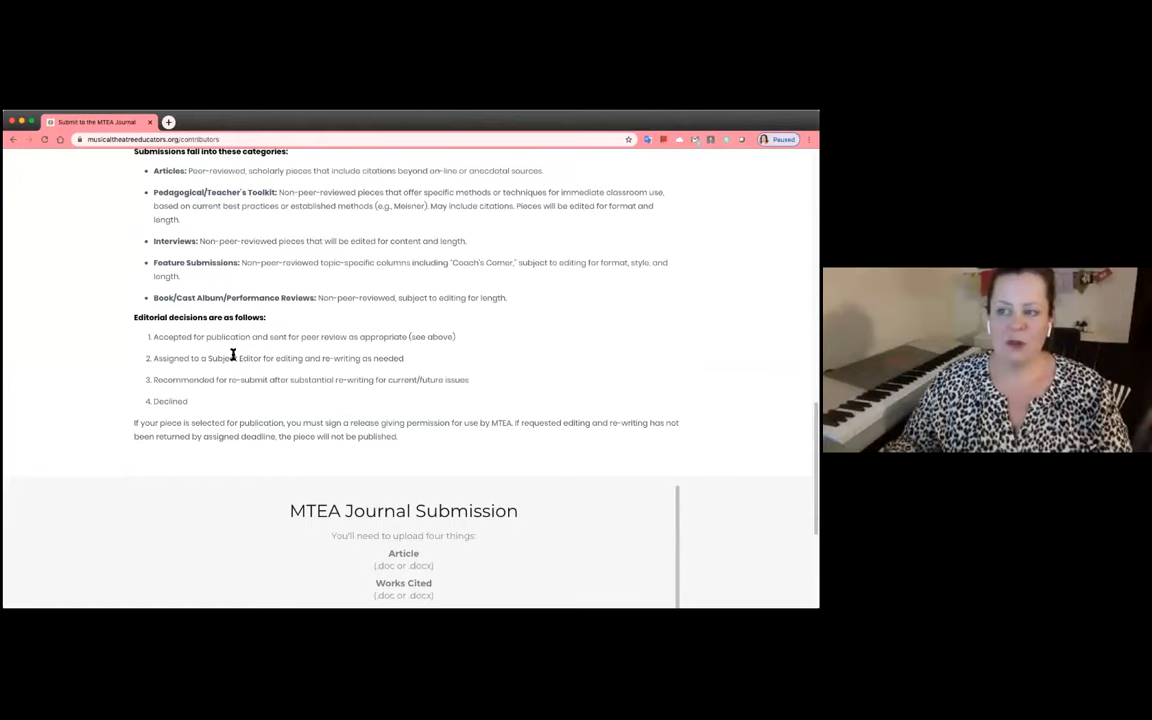 Submit to the MTEA Journal
musicaltheatreeducators.org/contributors
Paused
Submissions fall into these categories:
• Articles: Peer-reviewed, scholarly pieces that include citations beyond on-line or anecdotal sources.
• Pedagogical/Teacher's Toolkit: Non-peer-reviewed pieces that offer specific methods or techniques for immediate classroom use,
based on current best practices or established methods (e.g., Meisner). May include citations. Pieces will be edited for format and
length.
• Interviews: Non-peer-reviewed pieces that will be edited for content and length.
• Feature Submissions: Non-peer-reviewed topic-specific columns including "Coach's Corner," subject to editing for format, style, and
length.
• Book/Cast Album/Performance Reviews: Non-peer-reviewed, subject to editing for length.
Editorial decisions are as follows:
1. Accepted for publication and sent for peer review as appropriate (see above)
2. Assigned to a Subject Editor for editing and re-writing as needed
3. Recommended for re-submit after substantial re-writing for current/future issues
4. Declined
If your piece is selected for publication, you must sign a release giving permission for use by MTEA. If requested editing and re-writing has not
been returned by assigned deadline, the piece will not be published.
MTEA Journal Submission
You'll need to upload four things:
Article
(.doc or .docx)
Works Cited
(.doc or .docx)